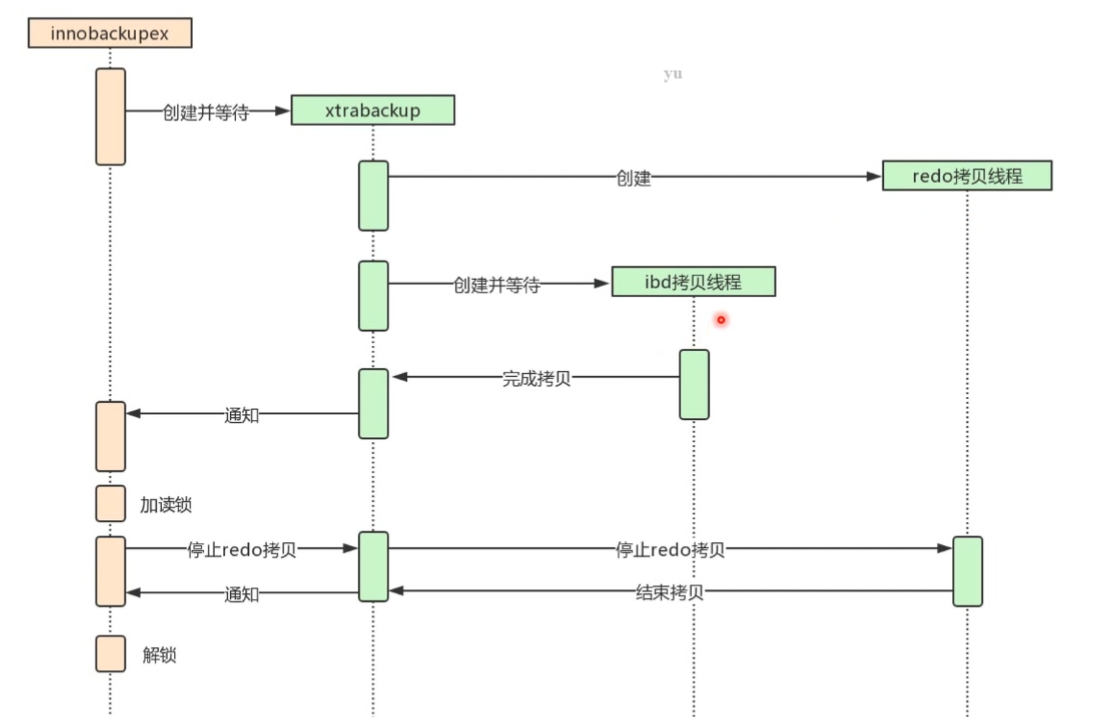 innobackupex
yu
创建并等待
xtrabackup
创建
redo拷贝线程
创建并等待
ibd拷贝线程
完成拷贝
通知
加读锁
停止redo拷贝
停止redo拷贝
通知
结束拷贝
解锁